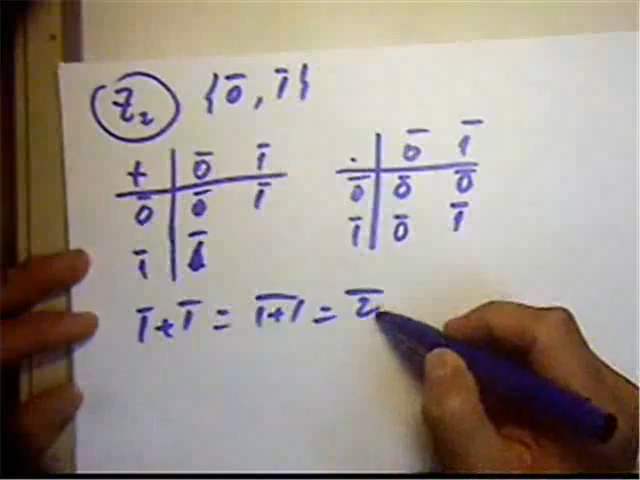 Z₂ {0̅, 1̅}
+ 0̅ 1̅
0̅ 0̅ 1̅
1̅ 1̅
· 0̅ 1̅
0̅ 0̅ 0̅
1̅ 0̅ 1̅
1̅ + 1̅ = 1̅+̅1̅ = 2̅